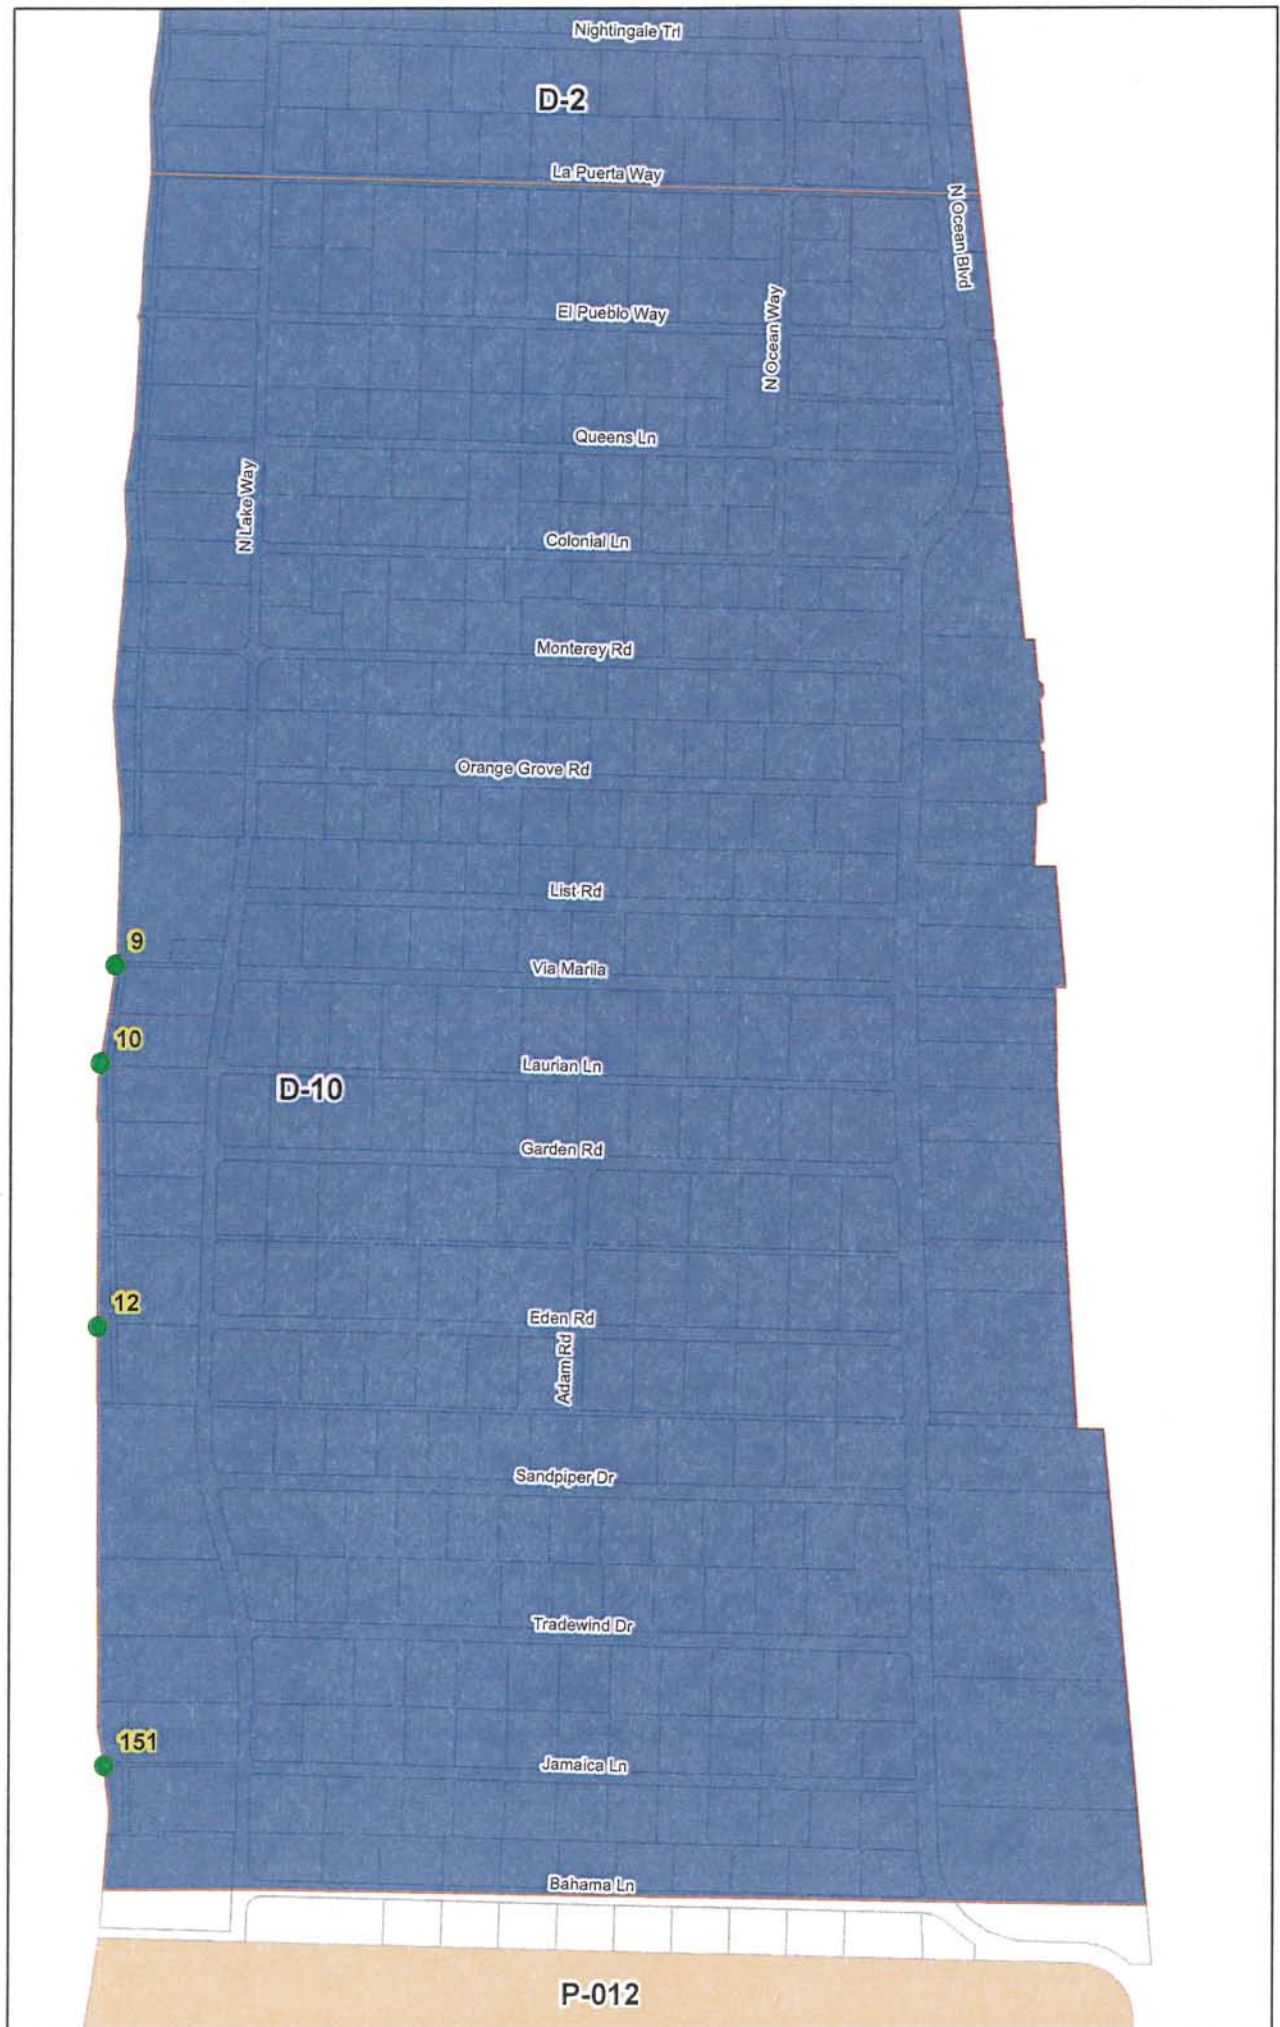 Nightingale Trl
D-2
La Puerta Way
N Ocean Blvd
El Pueblo Way
N Ocean Way
Queens Ln
N Lake Way
Colonial Ln
Monterey Rd
Orange Grove Rd
List Rd
9
Via Marila
10
Laurian Ln
D-10
Garden Rd
12
Eden Rd
Adam Rd
Sandpiper Dr
Tradewind Dr
151
Jamaica Ln
Bahama Ln
P-012